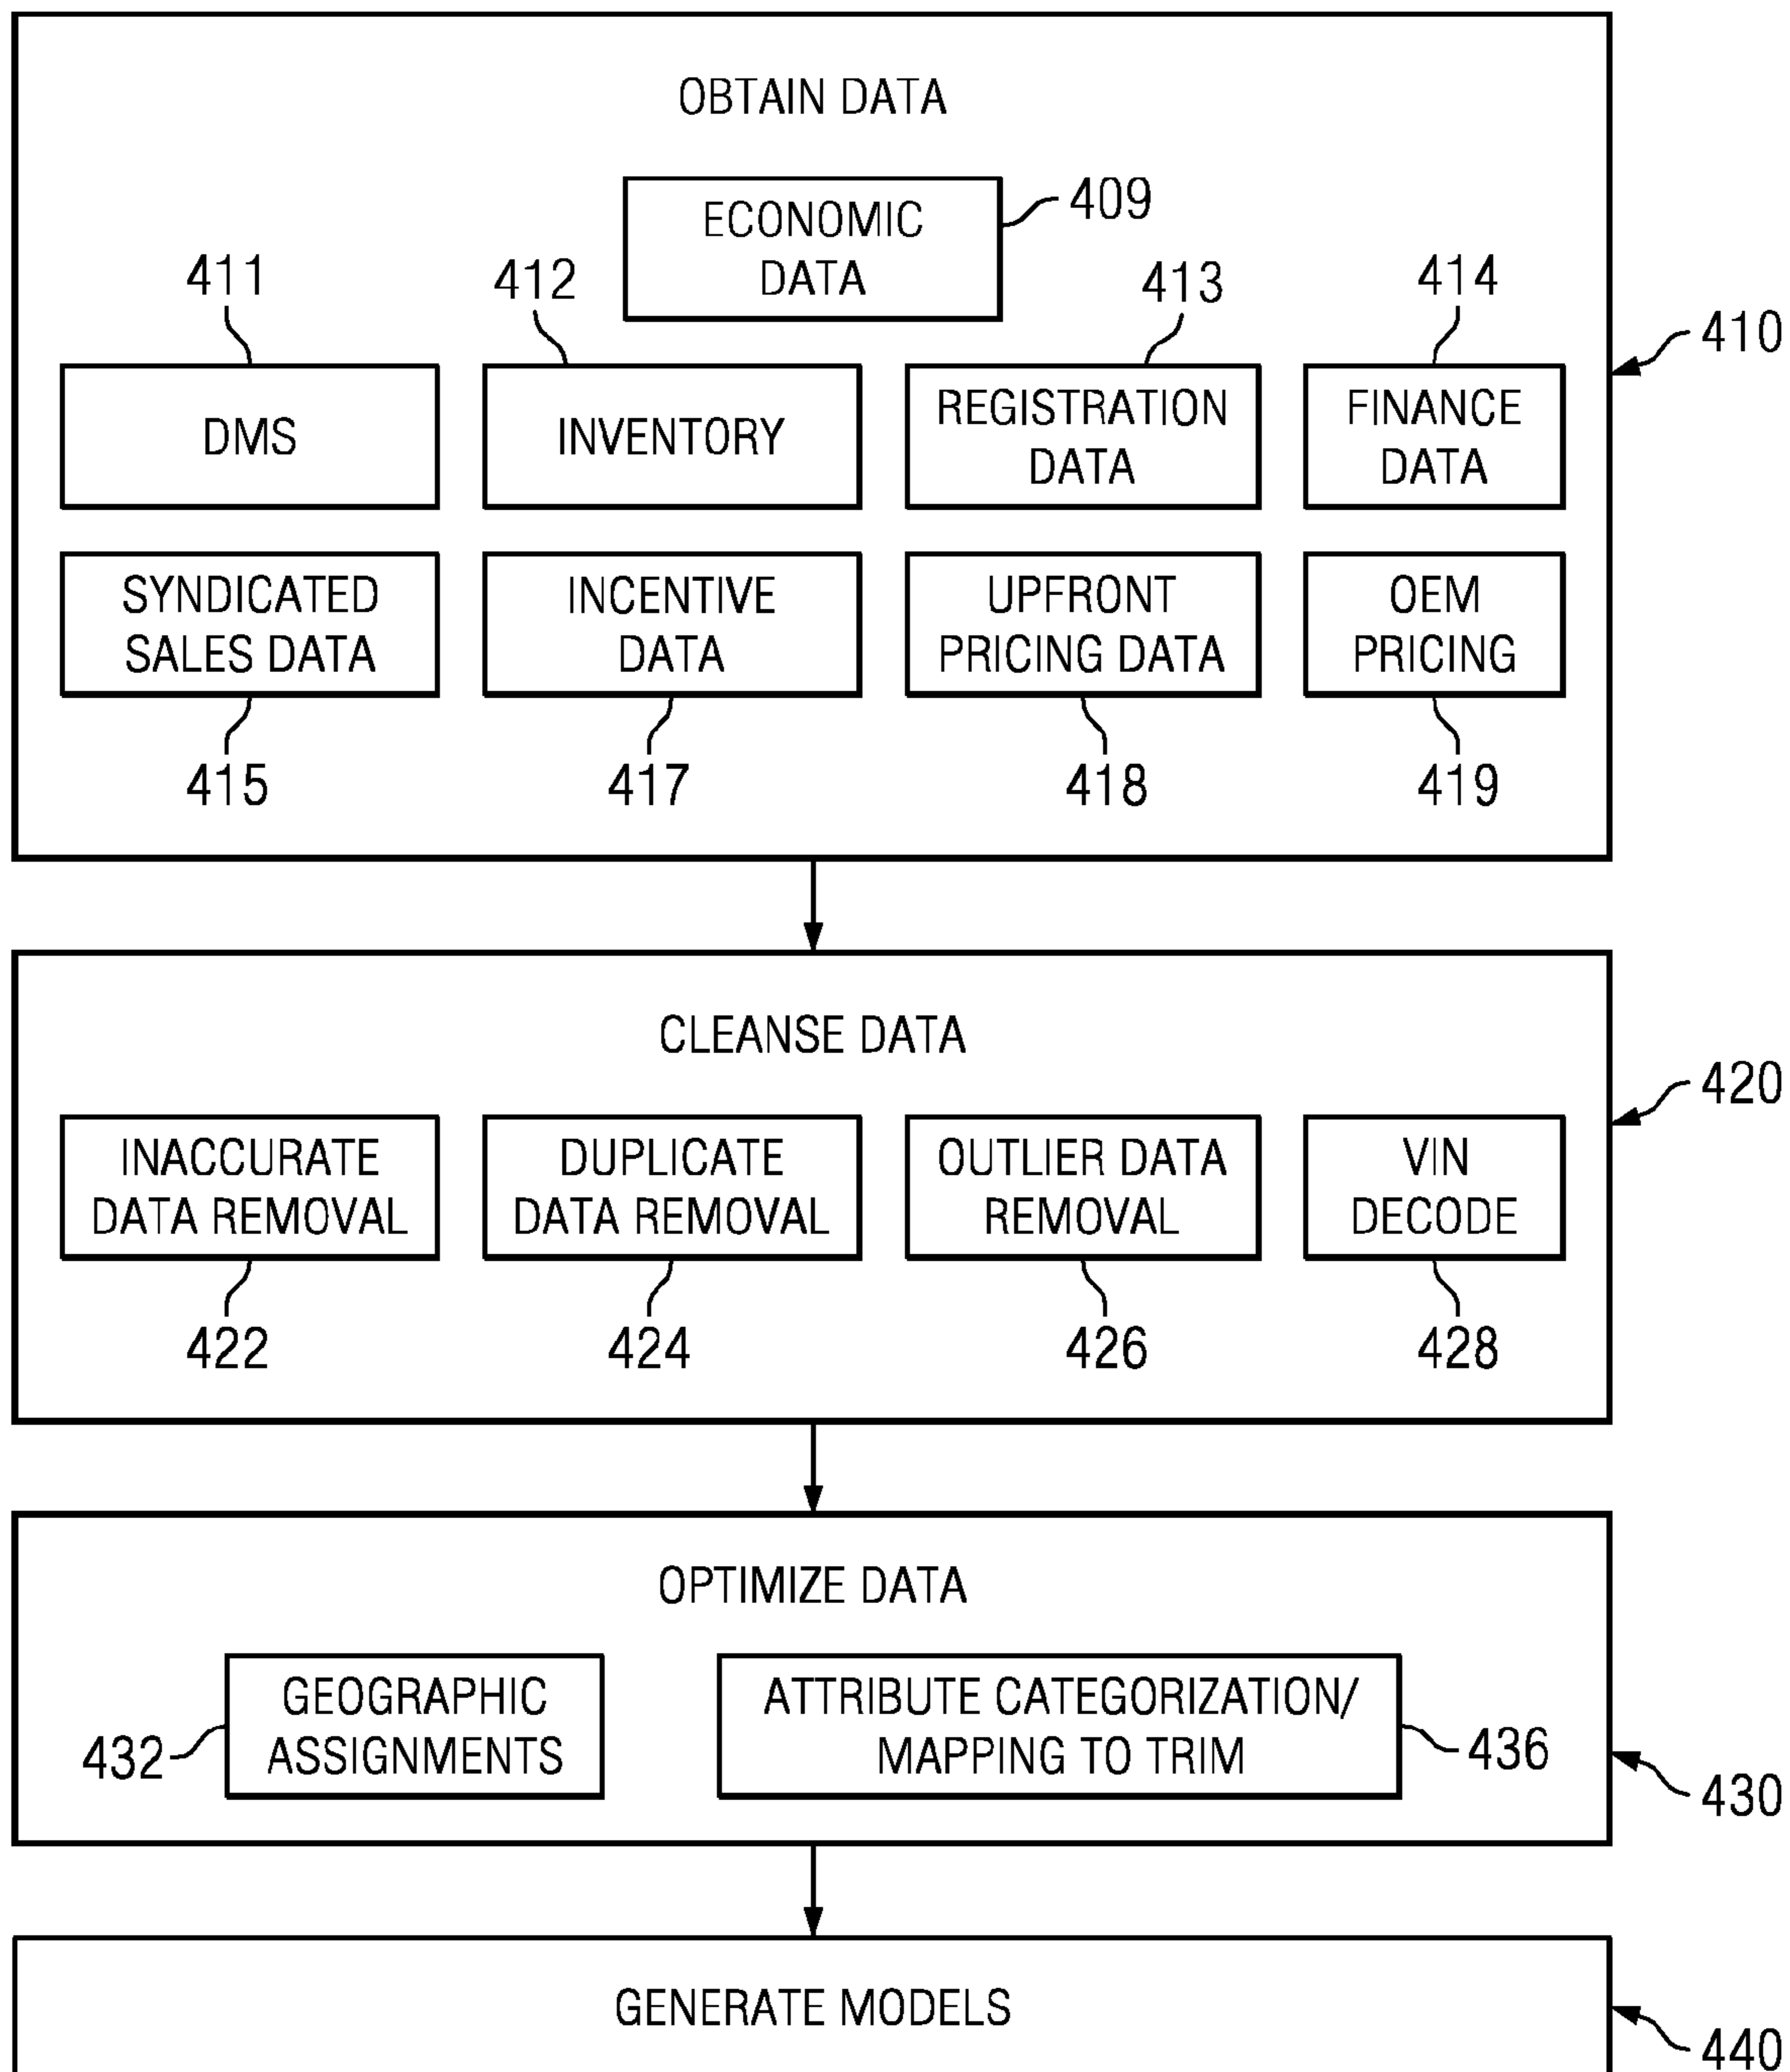 OBTAIN DATA
ECONOMIC
DATA
409
411
412
413
414
410
DMS
INVENTORY
REGISTRATION
DATA
FINANCE
DATA
SYNDICATED
SALES DATA
INCENTIVE
DATA
UPFRONT
PRICING DATA
OEM
PRICING
415
417
418
419
CLEANSE DATA
420
INACCURATE
DATA REMOVAL
DUPLICATE
DATA REMOVAL
OUTLIER DATA
REMOVAL
VIN
DECODE
422
424
426
428
OPTIMIZE DATA
432
GEOGRAPHIC
ASSIGNMENTS
ATTRIBUTE CATEGORIZATION/
MAPPING TO TRIM
436
430
GENERATE MODELS
440